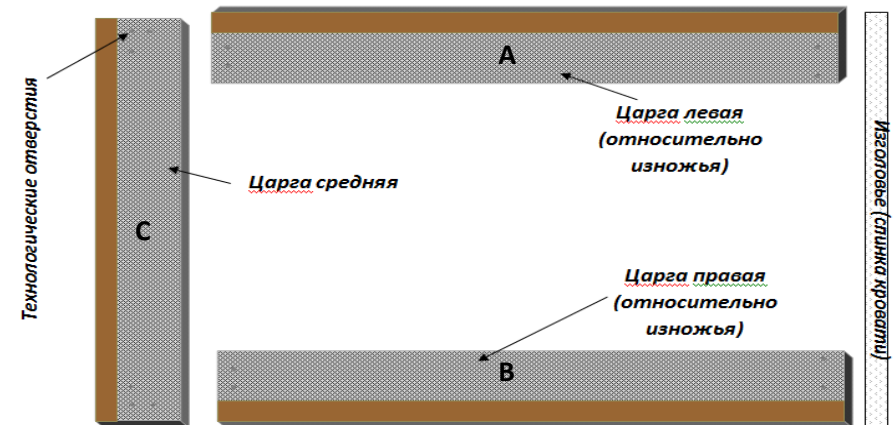 A
Царга левая
(относительно
изножья)
Технологические отверстия
Царга средняя
C
Изголовье (спинка кровати)
Царга правая
(относительно
изножья)
B